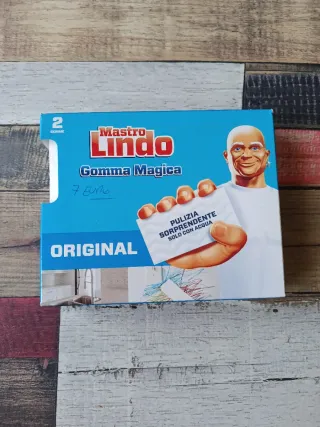 2
Mastro
Lindo
Gomma Magica
7 Euro
PULIZIA
SORPRENDENTE
SOLO CON ACQUA
ORIGINAL